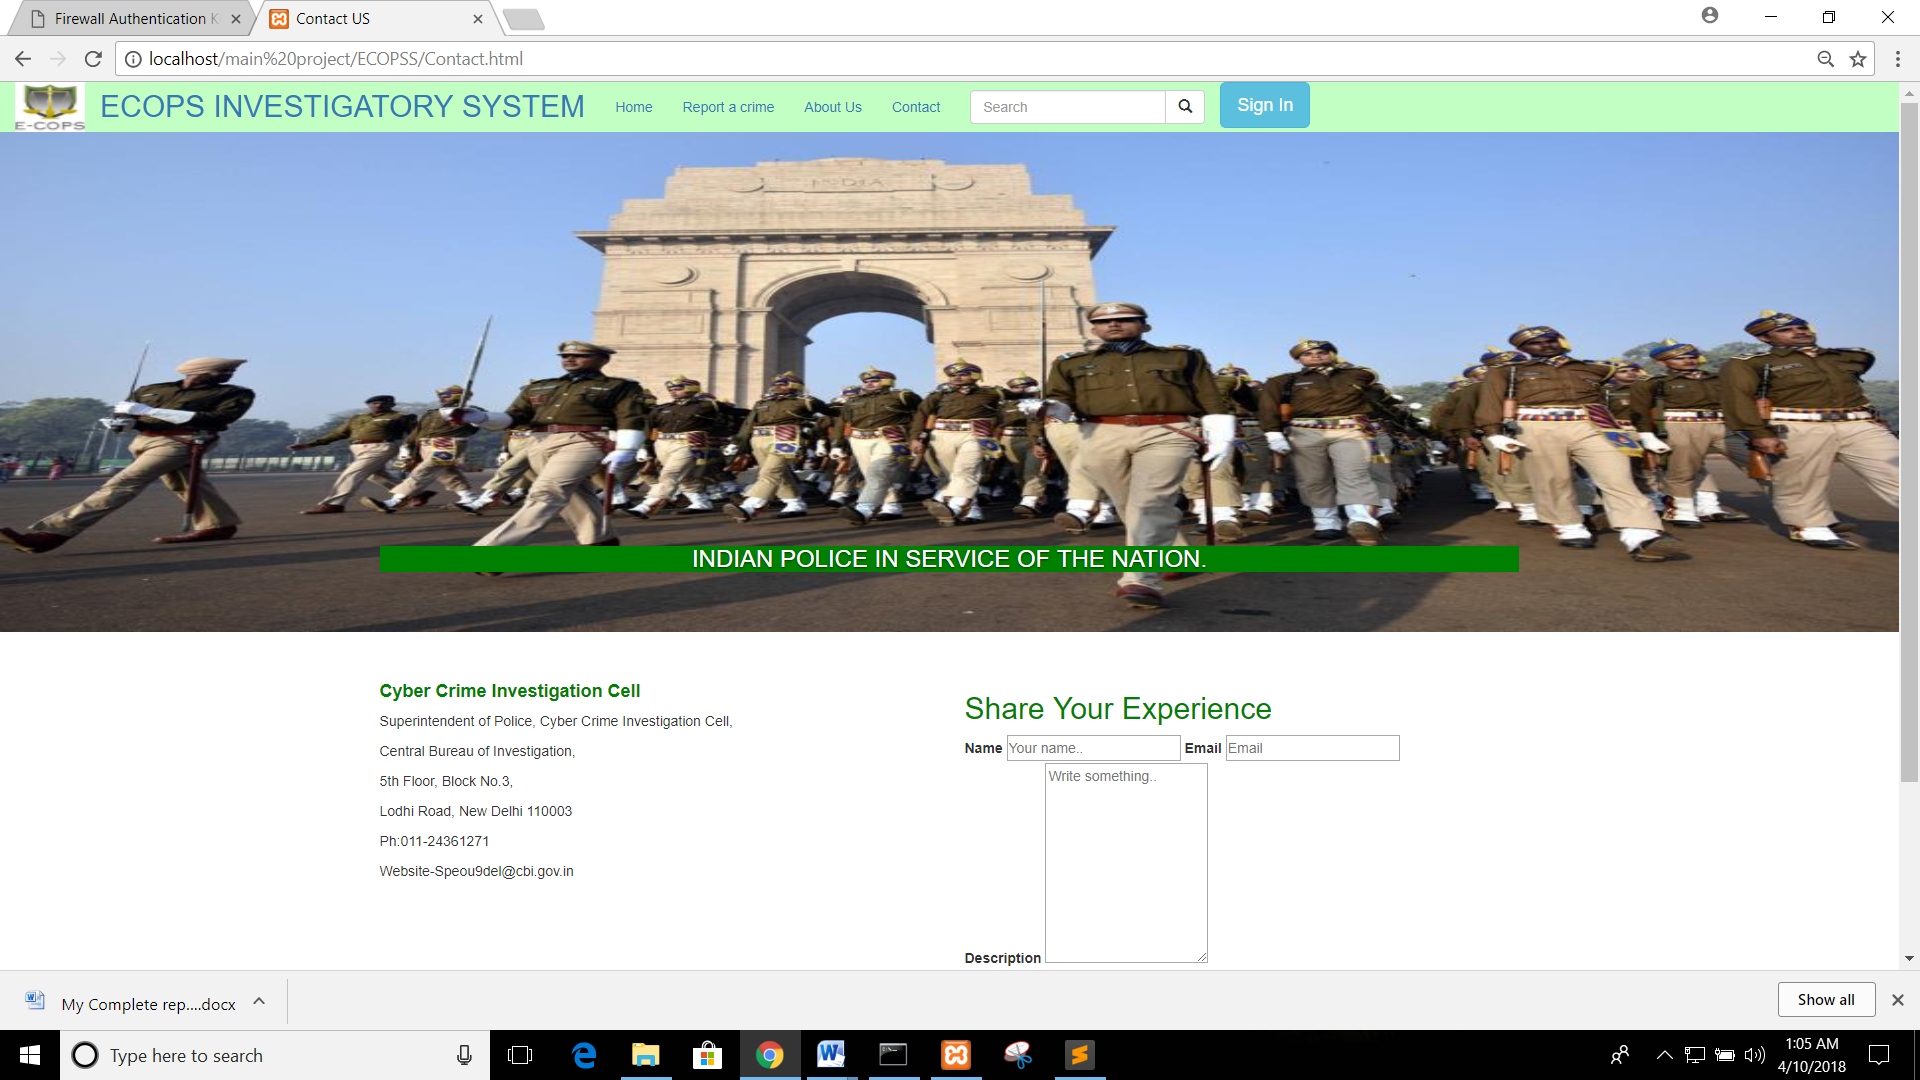 Firewall Authentication K
Contact US
localhost/main%20project/ECOPSS/Contact.html
E-COPS
ECOPS INVESTIGATORY SYSTEM
Home
Report a crime
About Us
Contact
Search
Sign In
INDIA
INDIAN POLICE IN SERVICE OF THE NATION.
Cyber Crime Investigation Cell
Superintendent of Police, Cyber Crime Investigation Cell,
Central Bureau of Investigation,
5th Floor, Block No.3,
Lodhi Road, New Delhi 110003
Ph:011-24361271
Website-Speou9del@cbi.gov.in
Share Your Experience
Name Your name.. Email Email
Write something..
Description
My Complete rep....docx
Show all
Type here to search
1:05 AM
4/10/2018